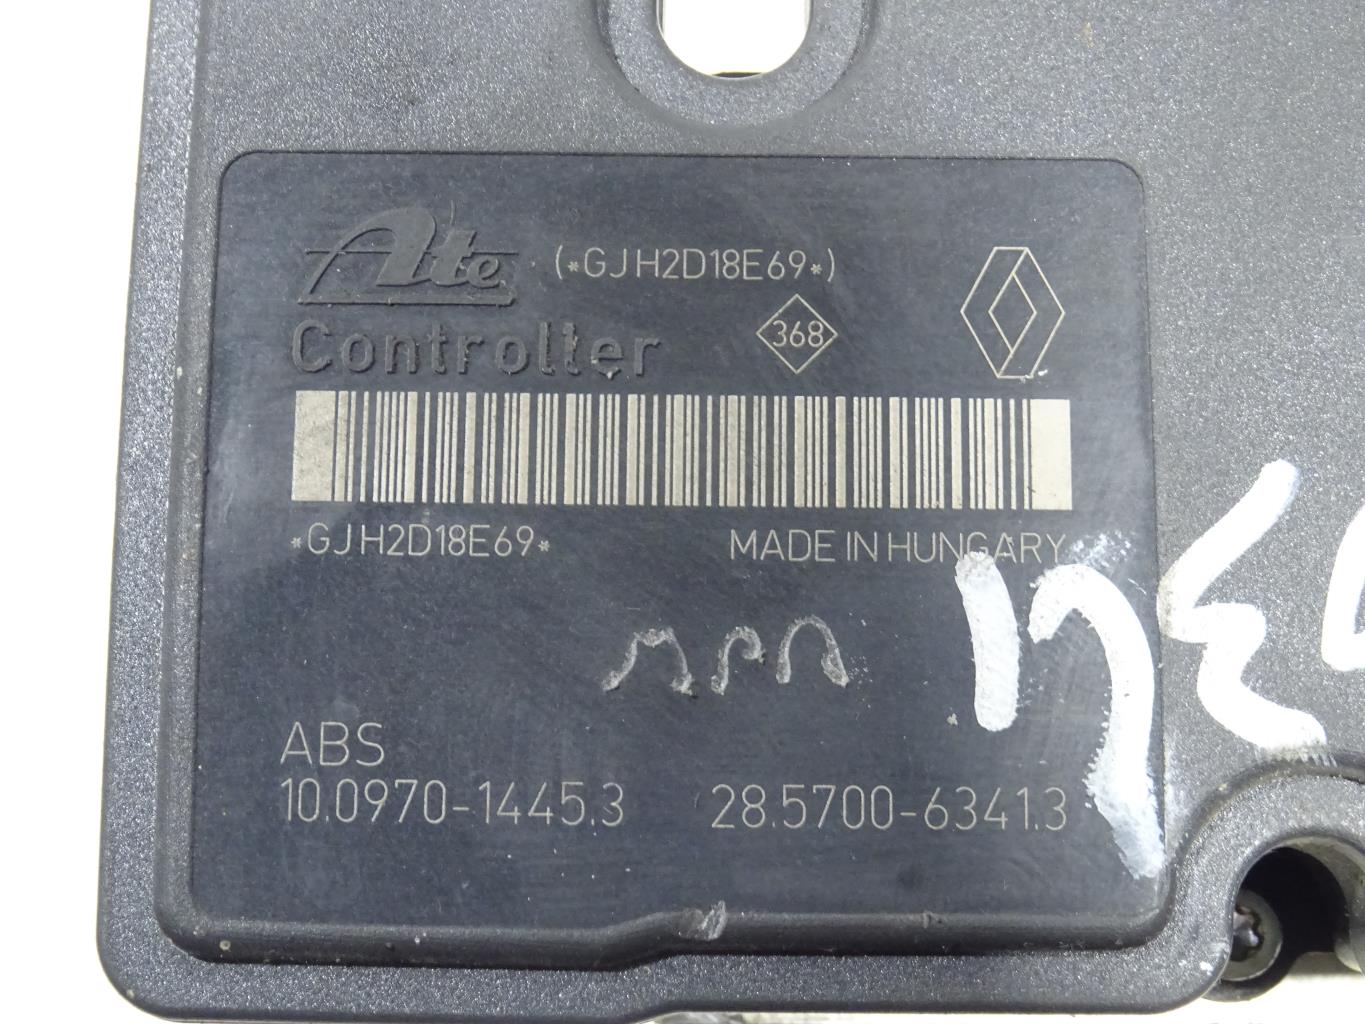 Ate (*GJH2D18E69*)
Controller 368
*GJH2D18E69* MADE IN HUNGARY
ABS
10.0970-1445.3 28.5700-6341.3